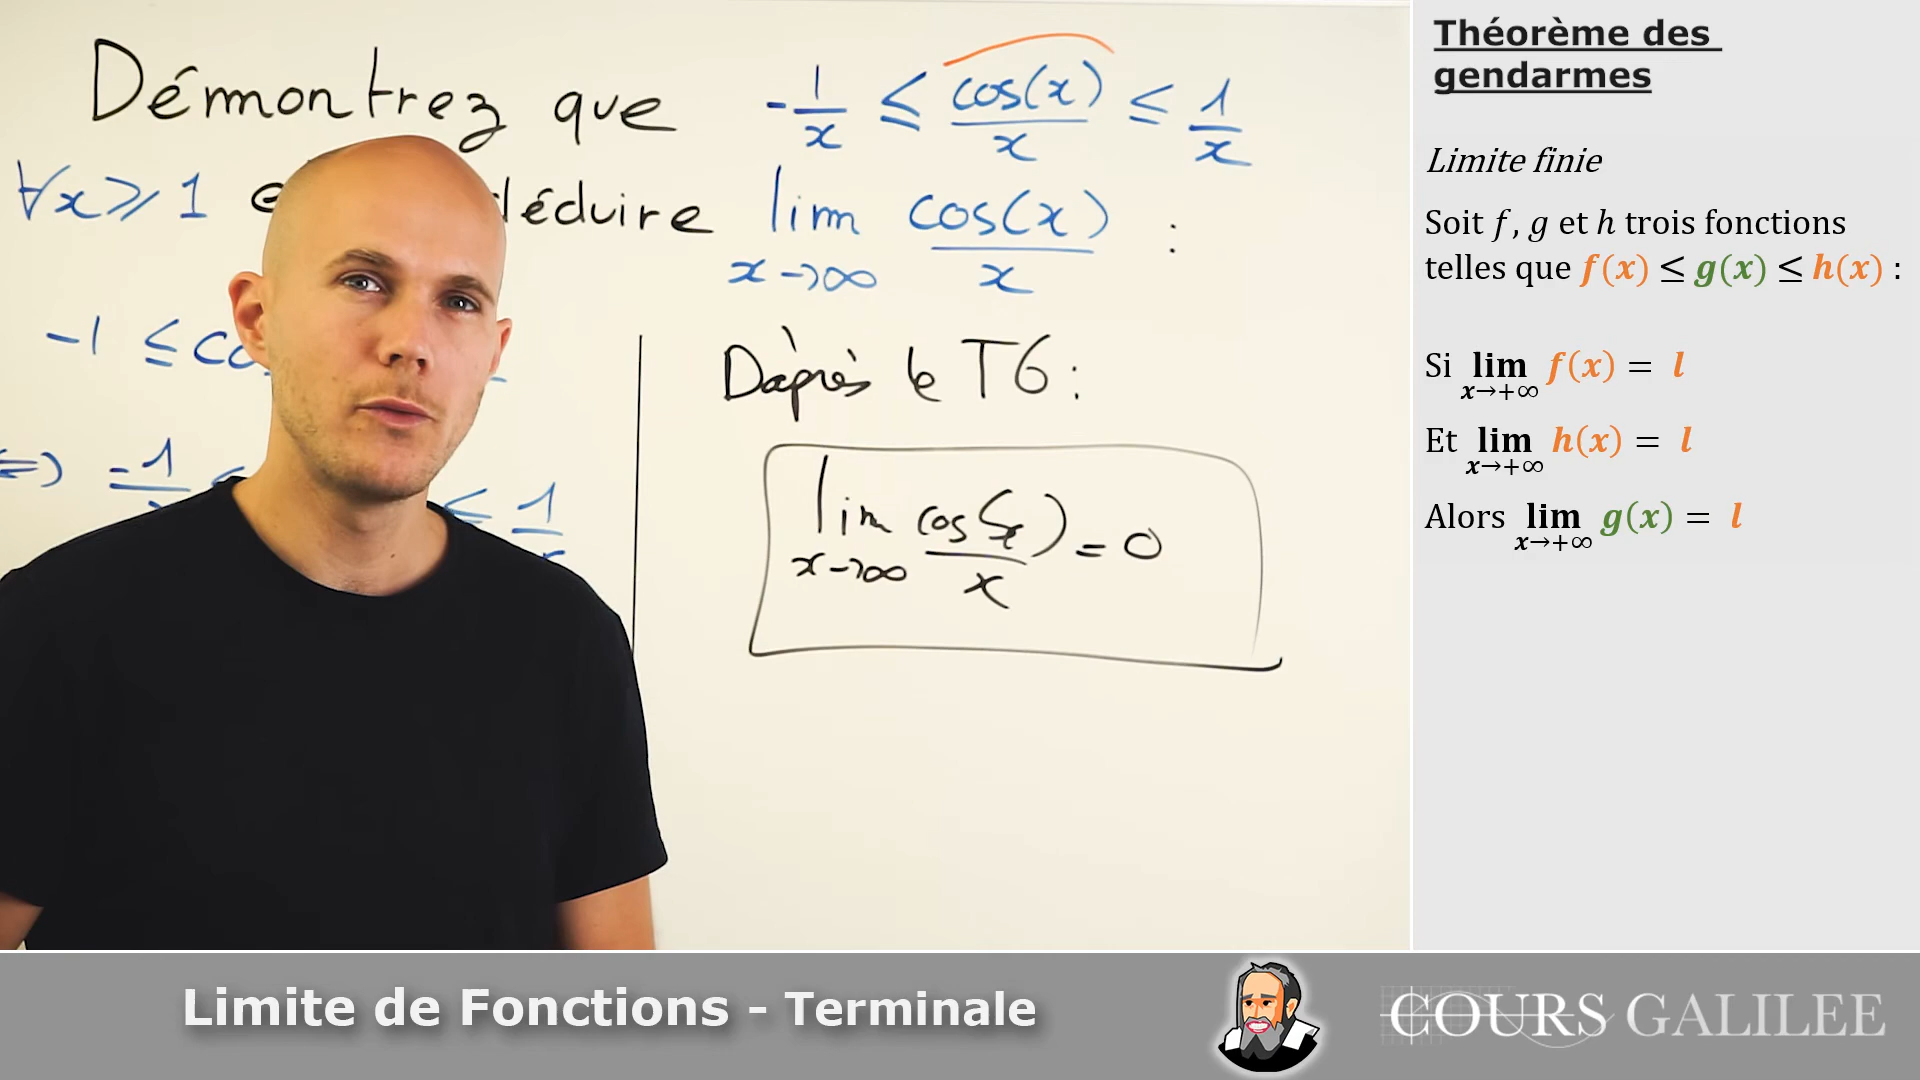 Démontrez que -1/x ≤ cos(x)/x ≤ 1/x
∀x ⩾ 1 déduire lim x→∞ cos(x)/x :
-1 ≤ co
⇔ -1/x ≤ ≤ 1/x
D'après le TG :
lim x→∞ cos(x)/x = 0
Théorème des
gendarmes
Limite finie
Soit f, g et h trois fonctions
telles que f(x) ≤ g(x) ≤ h(x) :
Si lim x→+∞ f(x) = l
Et lim x→+∞ h(x) = l
Alors lim x→+∞ g(x) = l
Limite de Fonctions - Terminale
COURS GALILEE